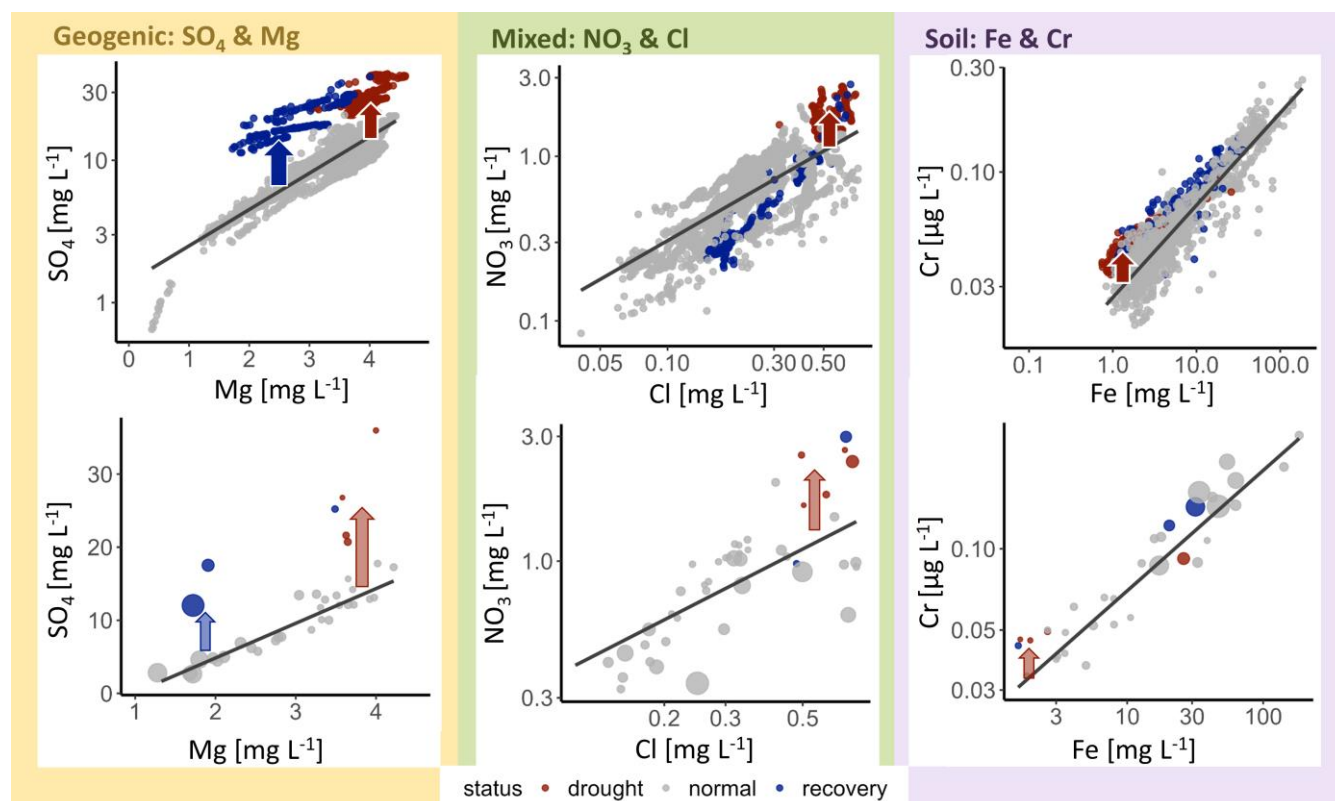 Geogenic: SO₄ & Mg
SO₄ [mg L⁻¹]
30
10
3
1
0
1
2
3
4
Mg [mg L⁻¹]
SO₄ [mg L⁻¹]
30
20
10
0
1
2
3
4
Mg [mg L⁻¹]
Mixed: NO₃ & Cl
NO₃ [mg L⁻¹]
3.0
1.0
0.3
0.1
0.05
0.10
0.30
0.50
Cl [mg L⁻¹]
NO₃ [mg L⁻¹]
3.0
1.0
0.3
0.2
0.3
0.5
Cl [mg L⁻¹]
Soil: Fe & Cr
Cr [µg L⁻¹]
0.30
0.10
0.03
0.1
1.0
10.0
100.0
Fe [mg L⁻¹]
Cr [µg L⁻¹]
0.10
0.05
0.03
3
10
30
100
Fe [mg L⁻¹]
status drought normal recovery